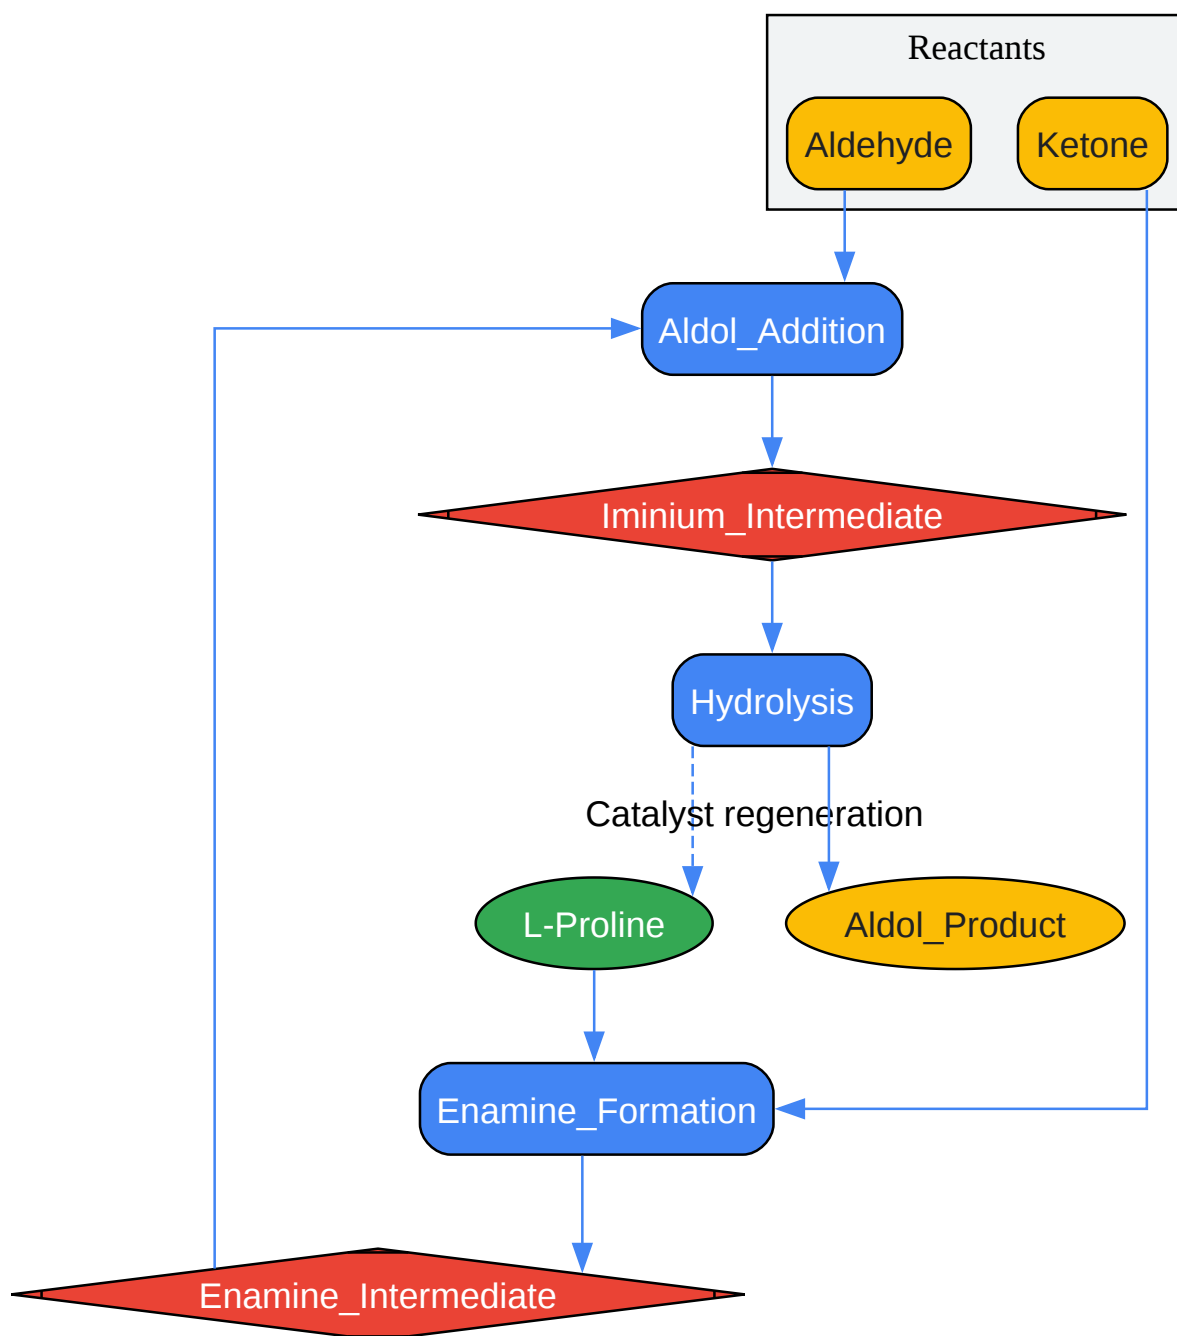 Reactants
Aldehyde
Ketone
Aldol_Addition
Iminium_Intermediate
Hydrolysis
Catalyst regeneration
L-Proline
Aldol_Product
Enamine_Formation
Enamine_Intermediate